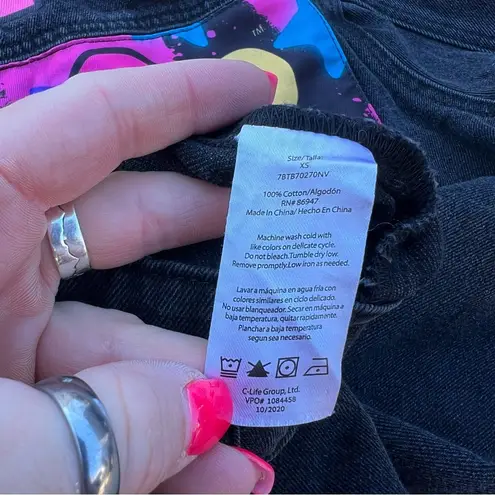 TM
Size/Talla:
XS
7BTB70270NV
100% Cotton/Algodón
RN# 86947
Made In China/ Hecho En China
Machine wash cold with
like colors on delicate cycle.
Do not bleach.Tumble dry low.
Remove promptly.Low iron as needed.
Lavar a máquina en agua fría con
colores similares en ciclo delicado.
No usar blanqueador. Secar en máquina a
baja temperatura, quitar rápidamente.
Planchar a baja temperatura
segun sea necesario.
C-Life Group, Ltd.
VPO# 1084458
10/2020